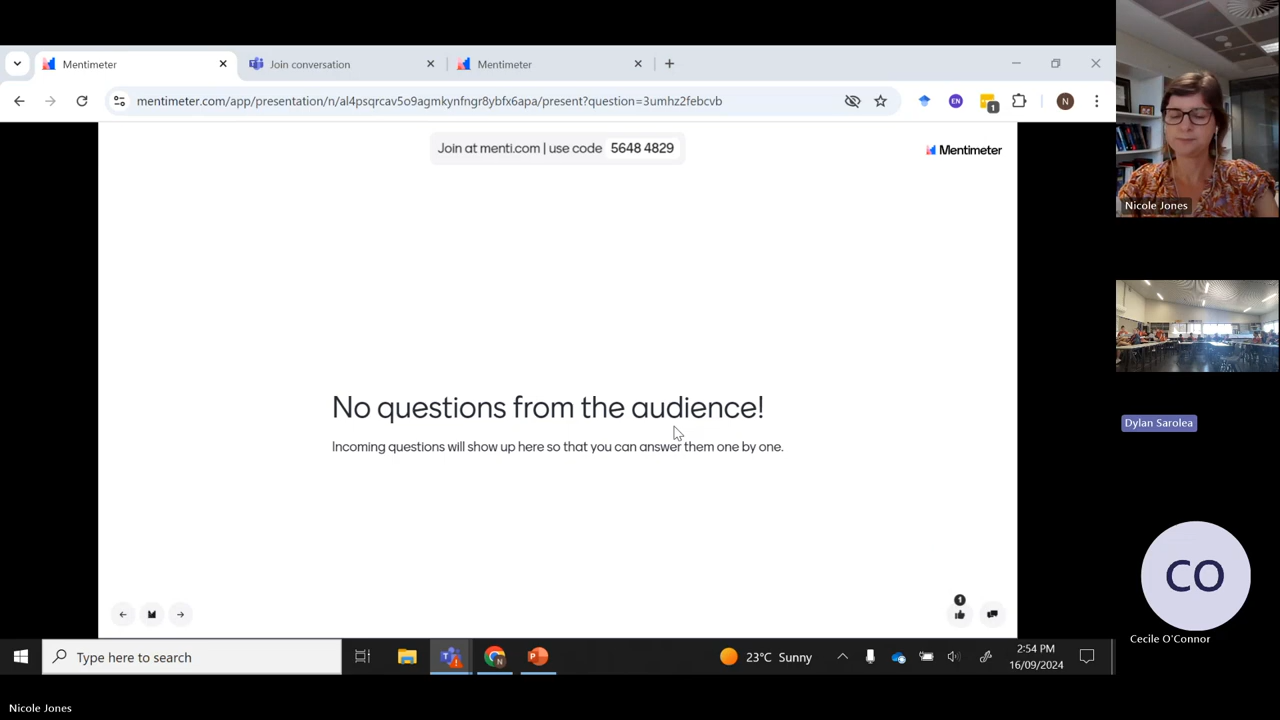 Mentimeter
Join conversation
Mentimeter
mentimeter.com/app/presentation/n/al4psqrcav5o9agmkynfngr8ybfx6apa/present?question=3umhz2febcvb
EN
1
N
Join at menti.com | use code 5648 4829
Mentimeter
Nicole Jones
No questions from the audience!
Incoming questions will show up here so that you can answer them one by one.
Dylan Sarolea
CO
Cecile O'Connor
1
Type here to search
N
23°C Sunny
2:54 PM
16/09/2024
Nicole Jones